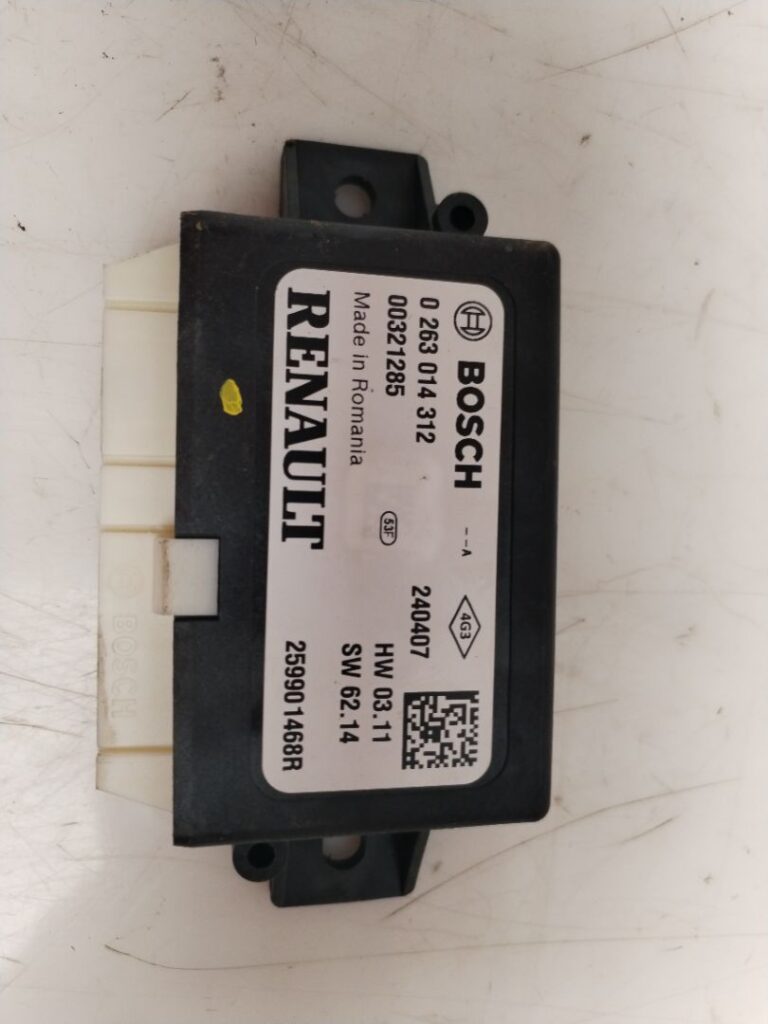 BOSCH
--A
4G3
0 263 014 312
240407
00321285
53F
HW 03.11
Made in Romania
SW 62.14
RENAULT
259901468R
BOSCH